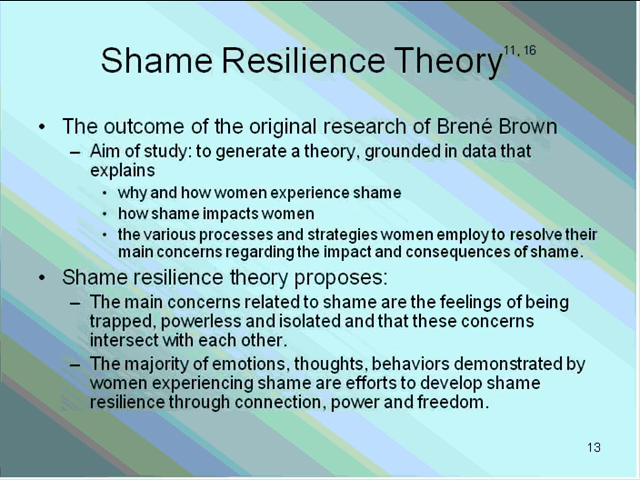 Shame Resilience Theory 11, 16
• The outcome of the original research of Brené Brown
– Aim of study: to generate a theory, grounded in data that
explains
• why and how women experience shame
• how shame impacts women
• the various processes and strategies women employ to resolve their
main concerns regarding the impact and consequences of shame.
• Shame resilience theory proposes:
– The main concerns related to shame are the feelings of being
trapped, powerless and isolated and that these concerns
intersect with each other.
– The majority of emotions, thoughts, behaviors demonstrated by
women experiencing shame are efforts to develop shame
resilience through connection, power and freedom.
13